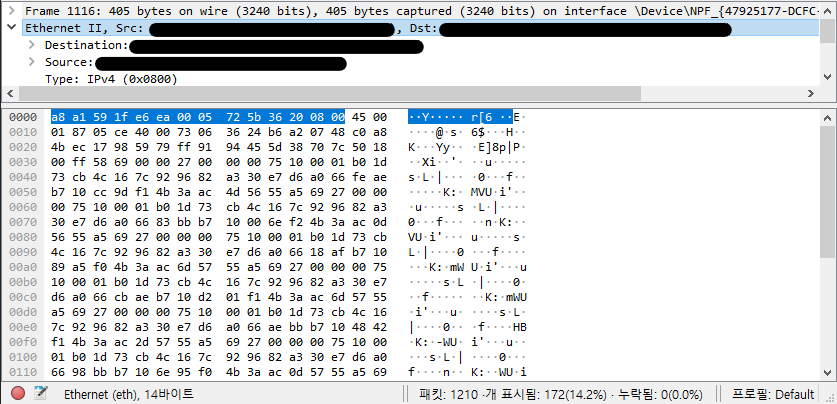 Frame 1116: 405 bytes on wire (3240 bits), 405 bytes captured (3240 bits) on interface \Device\NPF_{47925177-DCFC-
Ethernet II, Src: , Dst:
Destination:
Source:
Type: IPv4 (0x0800)
0000 a8 a1 59 1f e6 ea 00 05 72 5b 36 20 08 00 45 00 ··Y·····r[6 ··E·
0010 01 87 05 ce 40 00 73 06 36 24 b6 a2 07 48 c0 a8 ····@·s·6$···H··
0020 4b ec 17 98 59 79 ff 91 94 45 5d 38 70 7c 50 18 K···Yy···E]8p|P·
0030 00 ff 58 69 00 00 27 00 00 00 75 10 00 01 b0 1d ··Xi··'···u·····
0040 73 cb 4c 16 7c 92 96 82 a3 30 e7 d6 a0 66 fe ae s·L·|····0···f··
0050 b7 10 cc 9d f1 4b 3a ac 4d 56 55 a5 69 27 00 00 ·····K:·MVU·i'··
0060 00 75 10 00 01 b0 1d 73 cb 4c 16 7c 92 96 82 a3 ·u·····s·L·|····
0070 30 e7 d6 a0 66 83 bb b7 10 00 6e f2 4b 3a ac 0d 0···f·····n·K:··
0080 56 55 a5 69 27 00 00 00 75 10 00 01 b0 1d 73 cb VU·i'···u·····s·
0090 4c 16 7c 92 96 82 a3 30 e7 d6 a0 66 18 af b7 10 L·|····0···f····
00a0 89 a5 f0 4b 3a ac 6d 57 55 a5 69 27 00 00 00 75 ···K:·mWU·i'···u
00b0 10 00 01 b0 1d 73 cb 4c 16 7c 92 96 82 a3 30 e7 ·····s·L·|····0·
00c0 d6 a0 66 cb ae b7 10 d2 01 f1 4b 3a ac 6d 57 55 ··f·······K:·mWU
00d0 a5 69 27 00 00 00 75 10 00 01 b0 1d 73 cb 4c 16 ·i'···u·····s·L·
00e0 7c 92 96 82 a3 30 e7 d6 a0 66 ae bb b7 10 48 42 |····0···f····HB
00f0 f1 4b 3a ac 2d 57 55 a5 69 27 00 00 00 75 10 00 ·K:·-WU·i'···u··
0100 01 b0 1d 73 cb 4c 16 7c 92 96 82 a3 30 e7 d6 a0 ···s·L·|····0···
0110 66 98 bb b7 10 6e 95 f0 4b 3a ac 0d 57 55 a5 69 f····n··K:··WU·i
Ethernet (eth), 14바이트 패킷: 1210 ·개 표시됨: 172(14.2%) · 누락됨: 0(0.0%) 프로필: Default